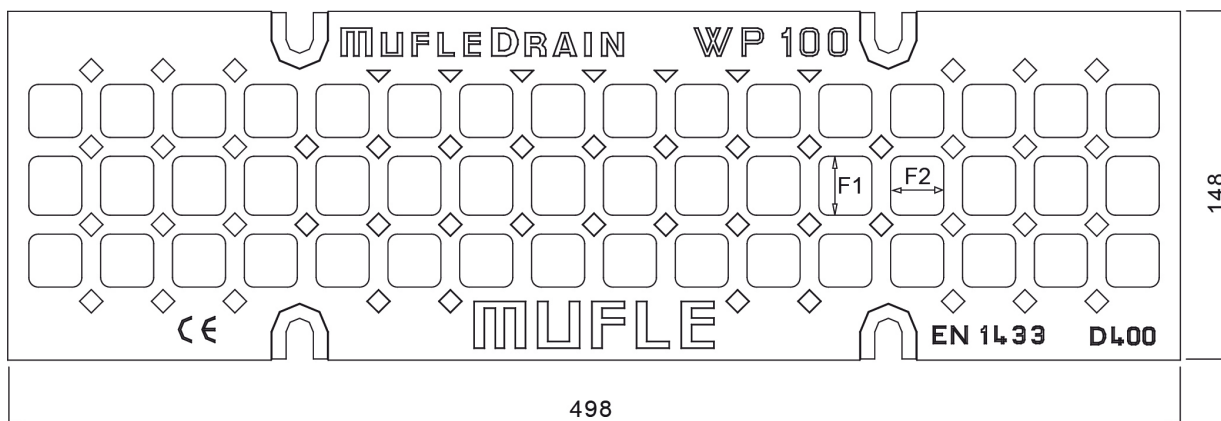 MUFLEDRAIN WP 100
F1 F2
148
MUFLE
CE EN 1433 D400
498